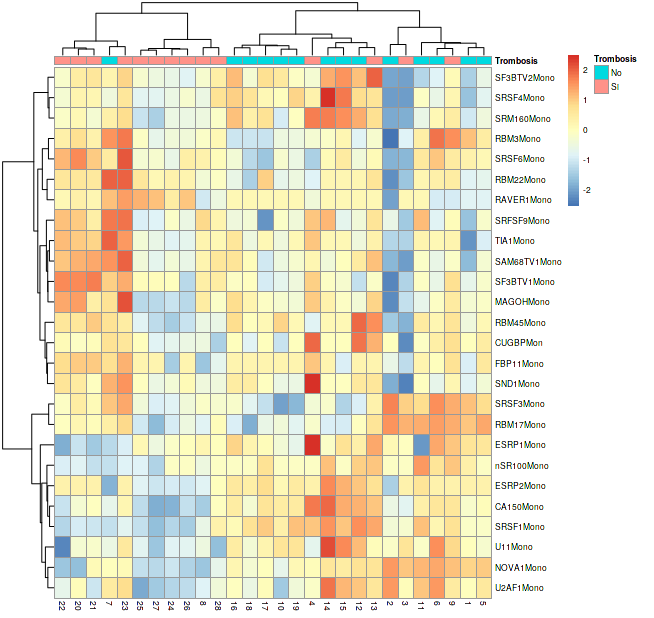 Trombosis
SF3BTV2Mono
SRSF4Mono
SRM160Mono
RBM3Mono
SRSF6Mono
RBM22Mono
RAVER1Mono
SRFSF9Mono
TIA1Mono
SAM68TV1Mono
SF3BTV1Mono
MAGOHMono
RBM45Mono
CUGBPMon
FBP11Mono
SND1Mono
SRSF3Mono
RBM17Mono
ESRP1Mono
nSR100Mono
ESRP2Mono
CA150Mono
SRSF1Mono
U11Mono
NOVA1Mono
U2AF1Mono
22 20 21 7 23 25 27 24 26 8 28 16 18 17 10 19 4 14 15 12 13 2 3 11 6 9 1 5
2
1
0
-1
-2
Trombosis
No
SI